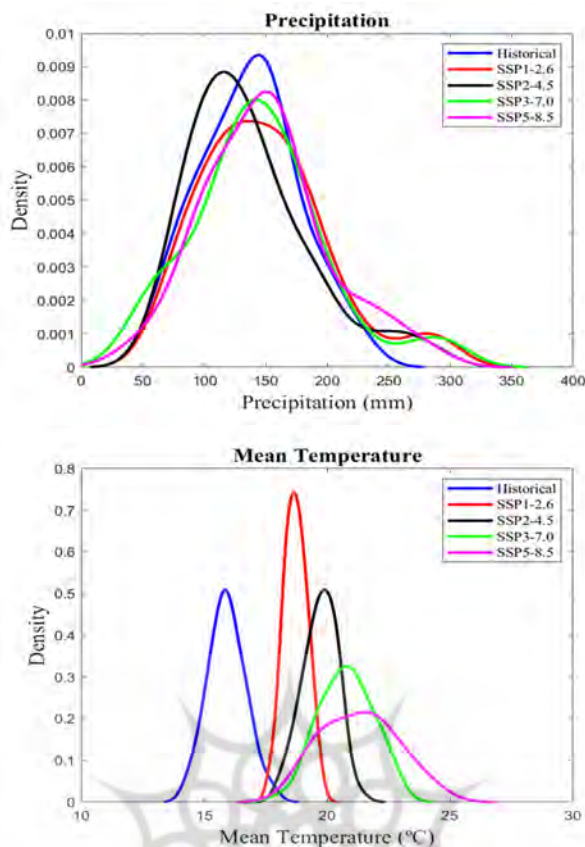 Precipitation
0.01
0.009
0.008
0.007
0.006
0.005
0.004
0.003
0.002
0.001
0
Density
Historical
SSP1-2.6
SSP2-4.5
SSP3-7.0
SSP5-8.5
0 50 100 150 200 250 300 350 400
Precipitation (mm)
Mean Temperature
0.8
0.7
0.6
0.5
0.4
0.3
0.2
0.1
0
Density
Historical
SSP1-2.6
SSP2-4.5
SSP3-7.0
SSP5-8.5
10 15 20 25 30
Mean Temperature (ºC)